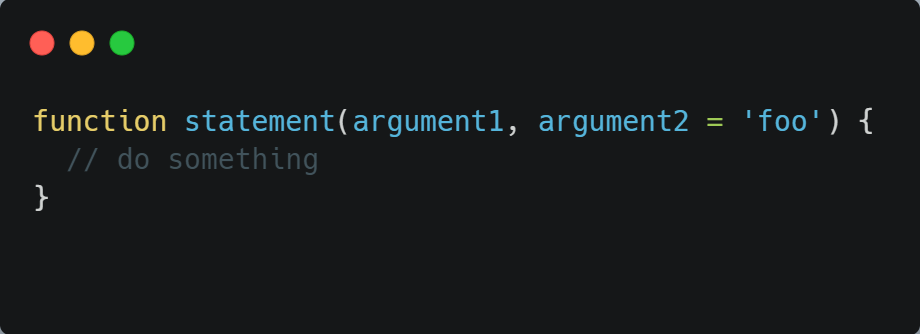 function statement(argument1, argument2 = 'foo') {
  // do something
}